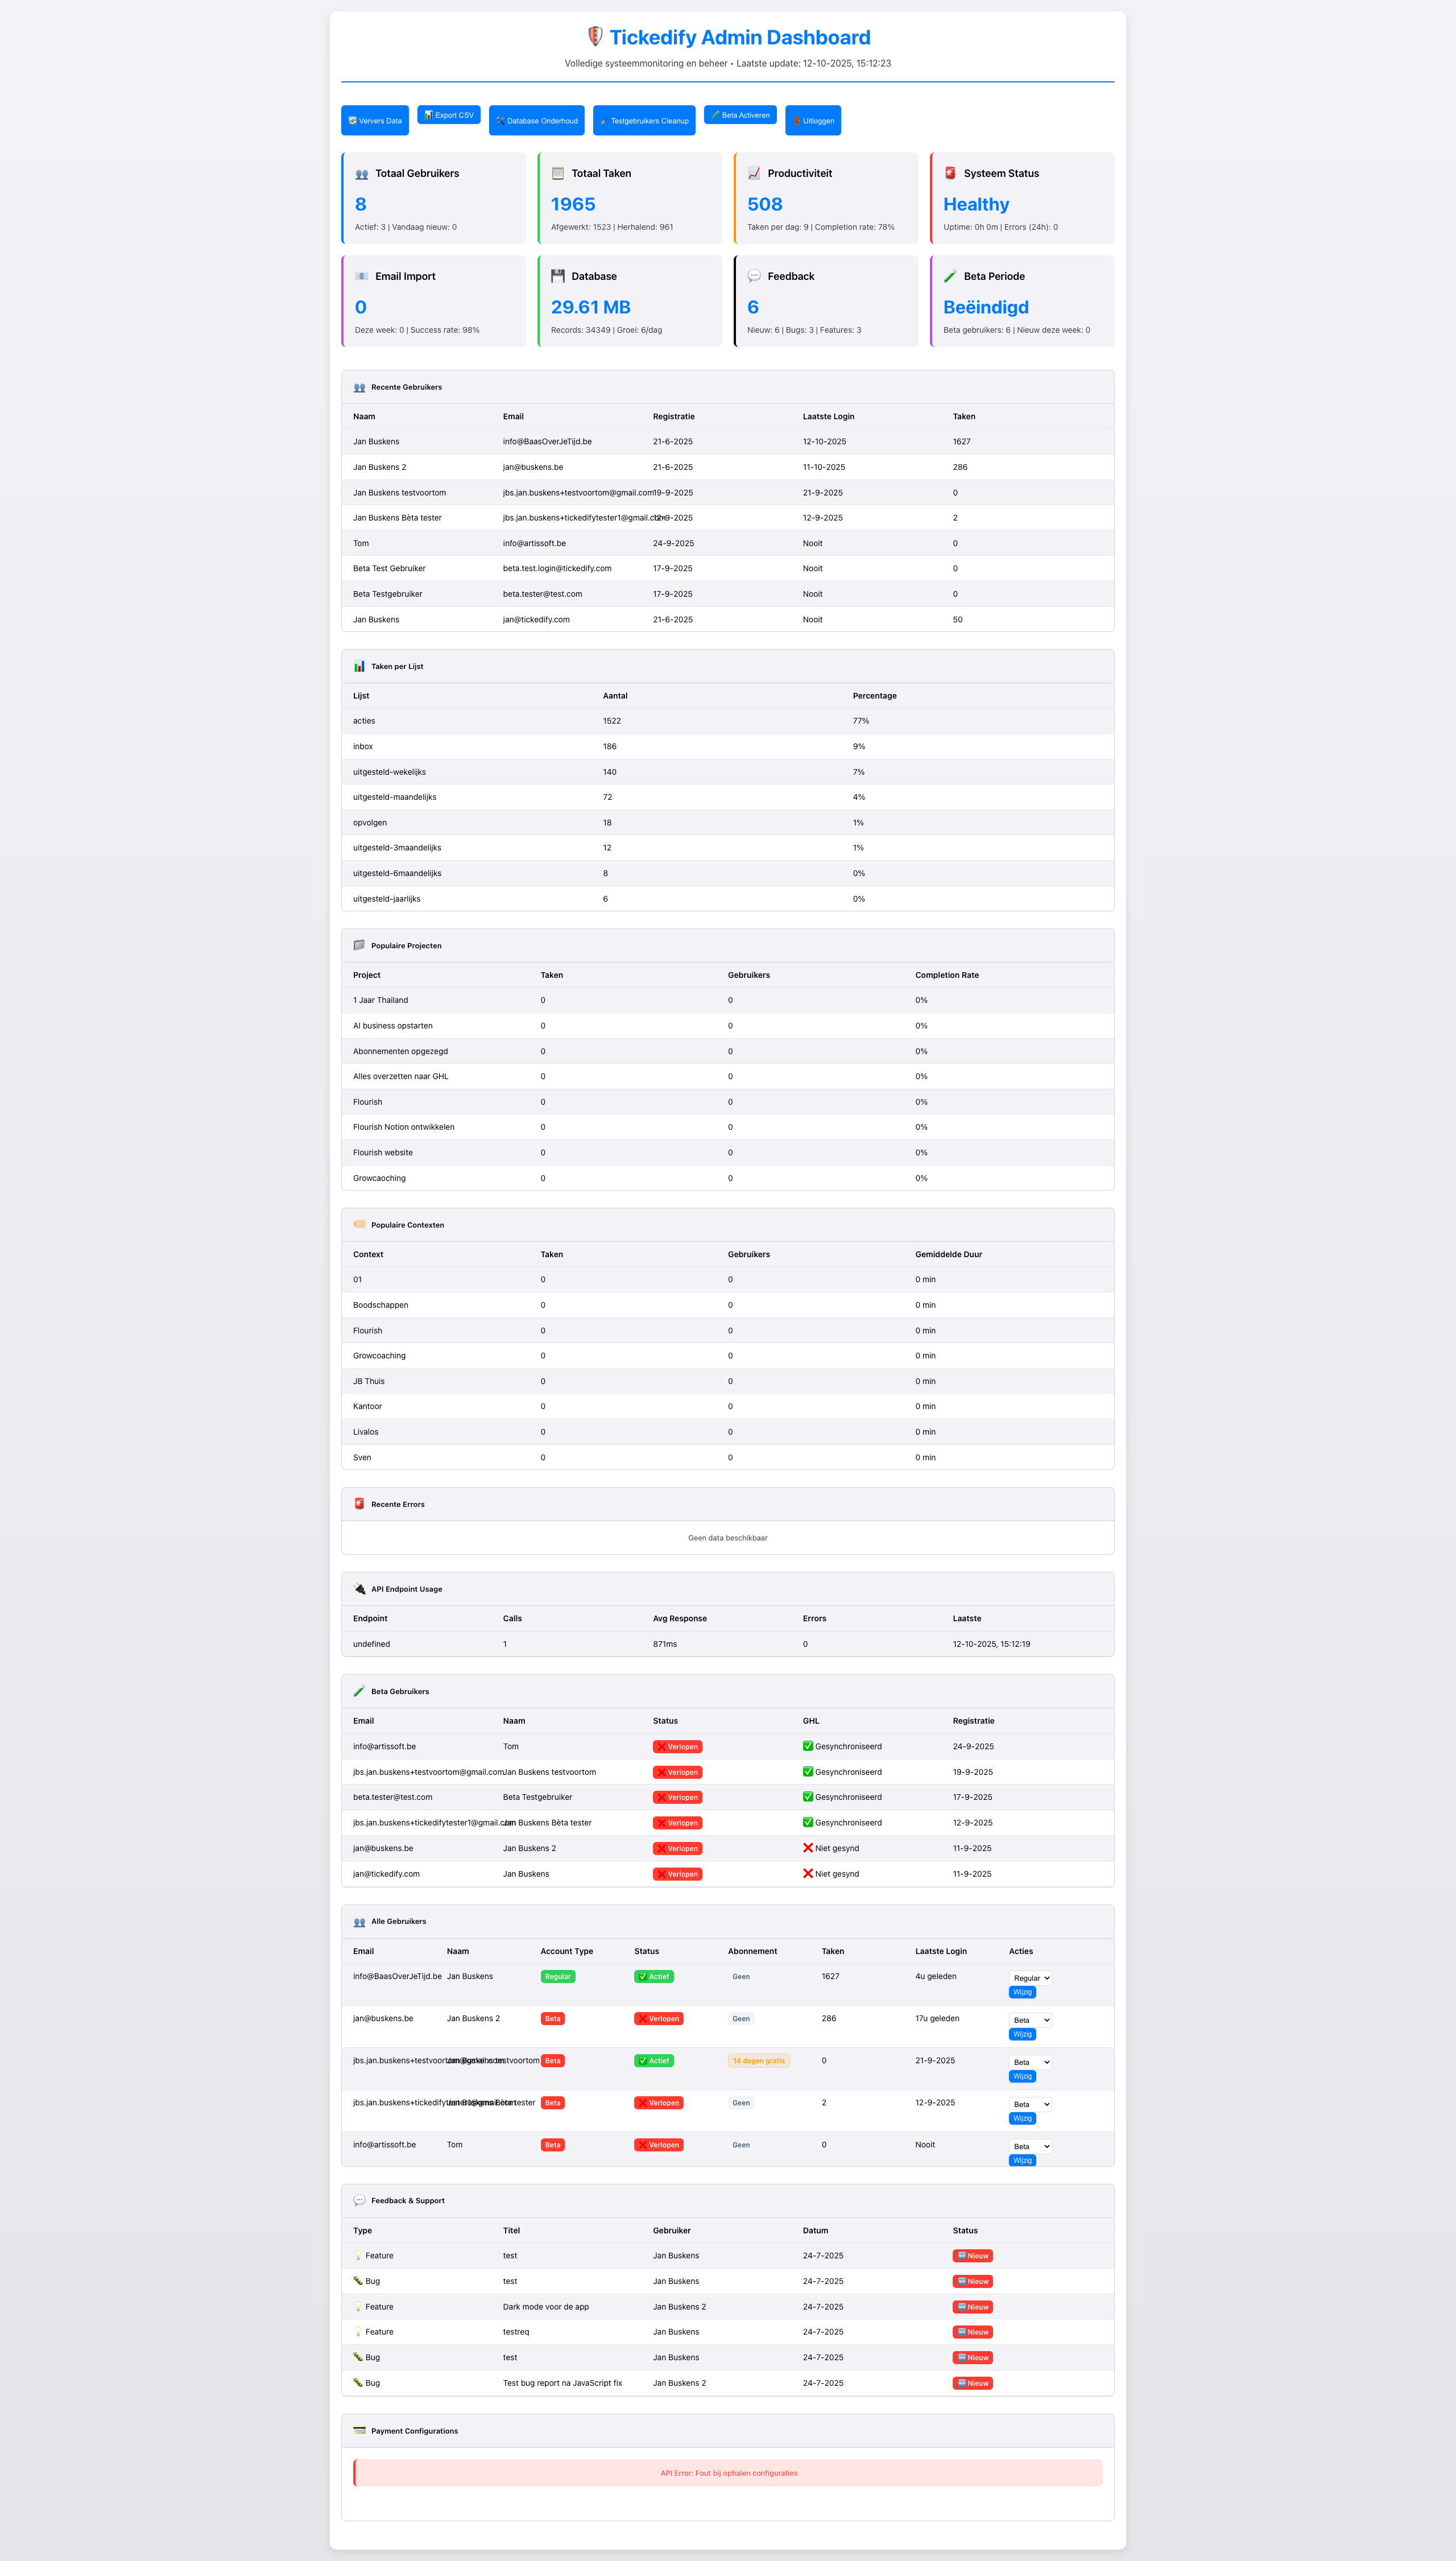 Tickedify Admin Dashboard
Volledige systeemmonitoring en beheer • Laatste update: 12-10-2025, 15:12:23
Ververs Data Export CSV Database Onderhoud Testgebruikers Cleanup Beta Activeren Uitloggen
Totaal Gebruikers
8
Actief: 3 | Vandaag nieuw: 0
Totaal Taken
1965
Afgewerkt: 1523 | Herhalend: 961
Productiviteit
508
Taken per dag: 9 | Completion rate: 78%
Systeem Status
Healthy
Uptime: 0h 0m | Errors (24h): 0
Email Import
0
Deze week: 0 | Success rate: 98%
Database
29.61 MB
Records: 34349 | Groei: 6/dag
Feedback
6
Nieuw: 6 | Bugs: 3 | Features: 3
Beta Periode
Beëindigd
Beta gebruikers: 6 | Nieuw deze week: 0
Recente Gebruikers
Naam Email Registratie Laatste Login Taken
Jan Buskens info@BaasOverJeTijd.be 21-6-2025 12-10-2025 1627
Jan Buskens 2 jan@buskens.be 21-6-2025 11-10-2025 286
Jan Buskens testvoortom jbs.jan.buskens+testvoortom@gmail.com 19-9-2025 21-9-2025 0
Jan Buskens Bèta tester jbs.jan.buskens+tickedifytester1@gmail.com 12-9-2025 12-9-2025 2
Tom info@artissoft.be 24-9-2025 Nooit 0
Beta Test Gebruiker beta.test.login@tickedify.com 17-9-2025 Nooit 0
Beta Testgebruiker beta.tester@test.com 17-9-2025 Nooit 0
Jan Buskens jan@tickedify.com 21-6-2025 Nooit 50
Taken per Lijst
Lijst Aantal Percentage
acties 1522 77%
inbox 186 9%
uitgesteld-wekelijks 140 7%
uitgesteld-maandelijks 72 4%
opvolgen 18 1%
uitgesteld-3maandelijks 12 1%
uitgesteld-6maandelijks 8 0%
uitgesteld-jaarlijks 6 0%
Populaire Projecten
Project Taken Gebruikers Completion Rate
1 Jaar Thailand 0 0 0%
AI business opstarten 0 0 0%
Abonnementen opgezegd 0 0 0%
Alles overzetten naar GHL 0 0 0%
Flourish 0 0 0%
Flourish Notion ontwikkelen 0 0 0%
Flourish website 0 0 0%
Growcaoching 0 0 0%
Populaire Contexten
Context Taken Gebruikers Gemiddelde Duur
01 0 0 0 min
Boodschappen 0 0 0 min
Flourish 0 0 0 min
Growcoaching 0 0 0 min
JB Thuis 0 0 0 min
Kantoor 0 0 0 min
Livalos 0 0 0 min
Sven 0 0 0 min
Recente Errors
Geen data beschikbaar
API Endpoint Usage
Endpoint Calls Avg Response Errors Laatste
undefined 1 871ms 0 12-10-2025, 15:12:19
Beta Gebruikers
Email Naam Status GHL Registratie
info@artissoft.be Tom ❌ Verlopen ✅ Gesynchroniseerd 24-9-2025
jbs.jan.buskens+testvoortom@gmail.com Jan Buskens testvoortom ❌ Verlopen ✅ Gesynchroniseerd 19-9-2025
beta.tester@test.com Beta Testgebruiker ❌ Verlopen ✅ Gesynchroniseerd 17-9-2025
jbs.jan.buskens+tickedifytester1@gmail.com Jan Buskens Bèta tester ❌ Verlopen ✅ Gesynchroniseerd 12-9-2025
jan@buskens.be Jan Buskens 2 ❌ Verlopen ❌ Niet gesynd 11-9-2025
jan@tickedify.com Jan Buskens ❌ Verlopen ❌ Niet gesynd 11-9-2025
Alle Gebruikers
Email Naam Account Type Status Abonnement Taken Laatste Login Acties
info@BaasOverJeTijd.be Jan Buskens Regular ✅ Actief Geen 1627 4u geleden Regular
Wijzig
jan@buskens.be Jan Buskens 2 Beta ❌ Verlopen Geen 286 17u geleden Beta
Wijzig
jbs.jan.buskens+testvoortom@gmail.com Jan Buskens testvoortom Beta ✅ Actief 14 dagen gratis 0 21-9-2025 Beta
Wijzig
jbs.jan.buskens+tickedifytester1@gmail.com Jan Buskens Bèta tester Beta ❌ Verlopen Geen 2 12-9-2025 Beta
Wijzig
info@artissoft.be Tom Beta ❌ Verlopen Geen 0 Nooit Beta
Wijzig
Feedback & Support
Type Titel Gebruiker Datum Status
Feature test Jan Buskens 24-7-2025 Nieuw
Bug test Jan Buskens 24-7-2025 Nieuw
Feature Dark mode voor de app Jan Buskens 2 24-7-2025 Nieuw
Feature testreq Jan Buskens 24-7-2025 Nieuw
Bug test Jan Buskens 24-7-2025 Nieuw
Bug Test bug report na JavaScript fix Jan Buskens 2 24-7-2025 Nieuw
Payment Configurations
API Error: Fout bij ophalen configuraties